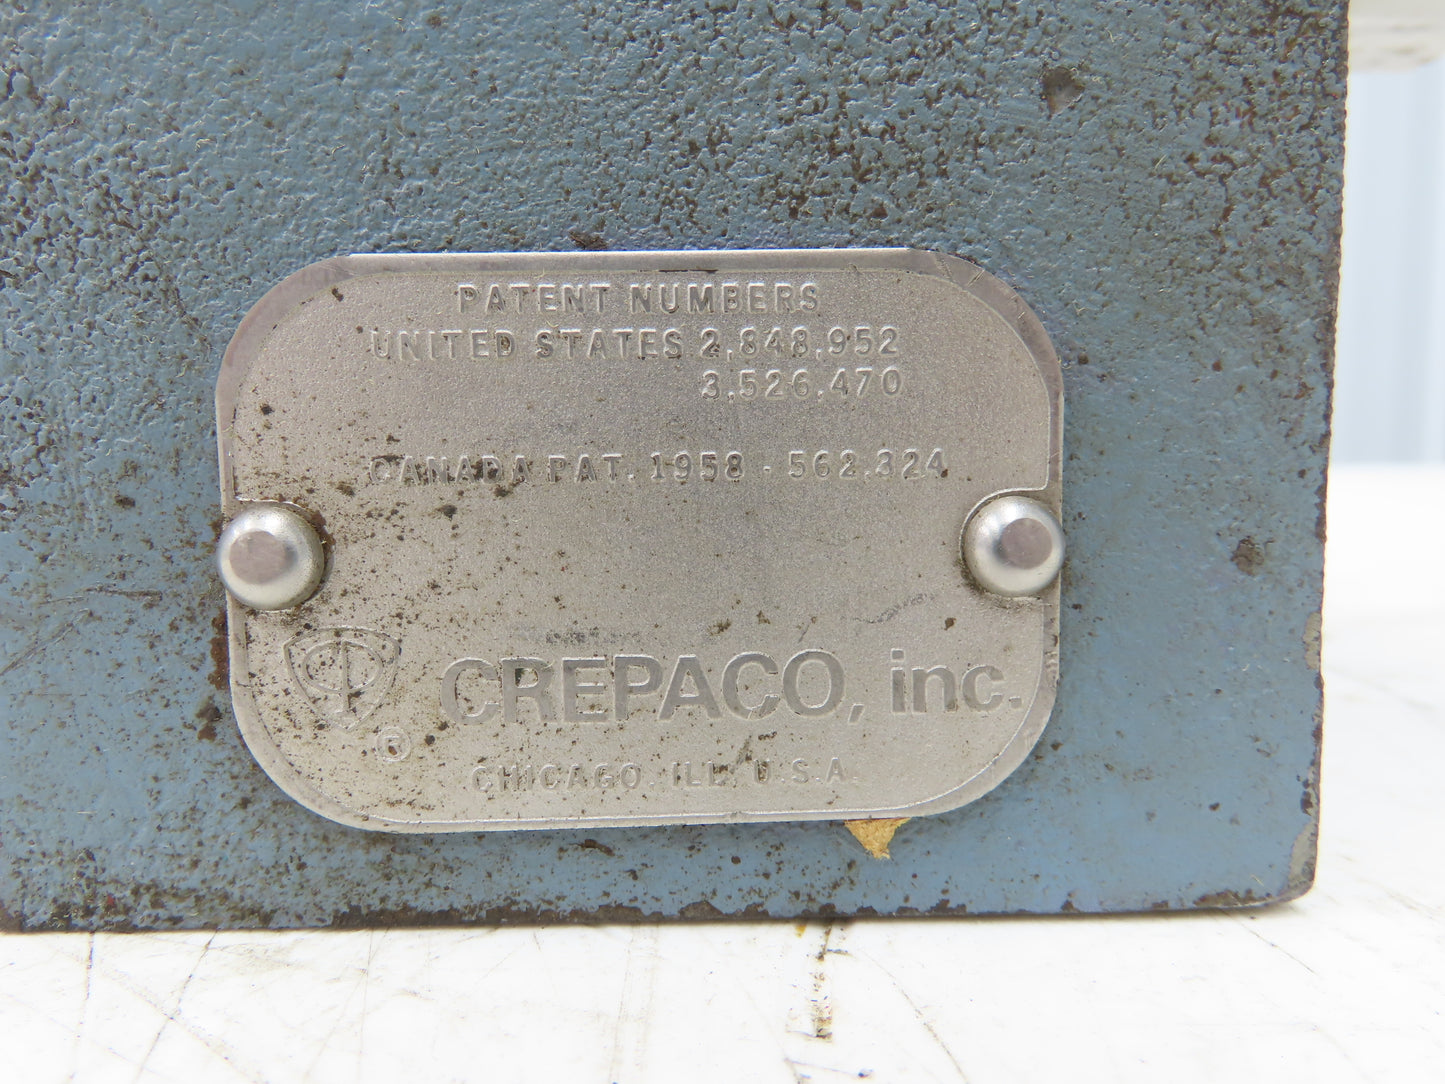 PATENT NUMBERS
UNITED STATES 2,848,952
3,526,470
CANADA PAT. 1958 - 562,324
CREPACO, inc.
®
CHICAGO, ILL. U.S.A.